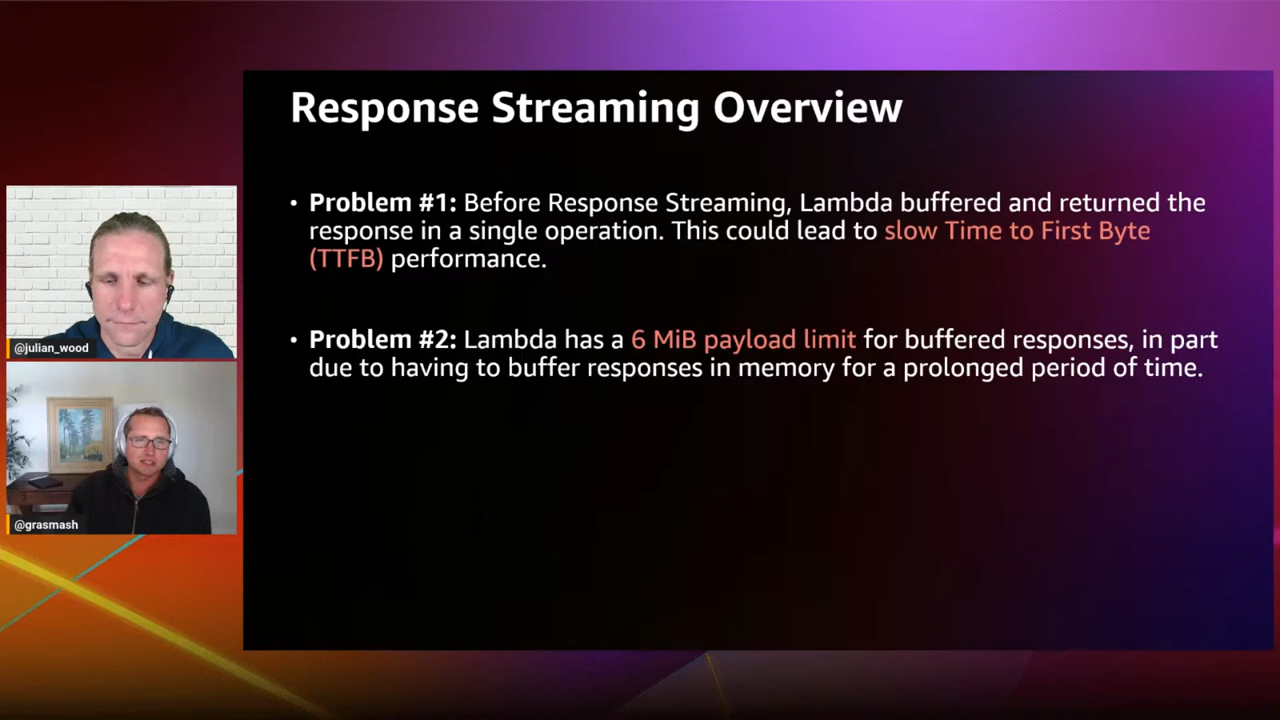 Response Streaming Overview
• Problem #1: Before Response Streaming, Lambda buffered and returned the
response in a single operation. This could lead to slow Time to First Byte
(TTFB) performance.
• Problem #2: Lambda has a 6 MiB payload limit for buffered responses, in part
due to having to buffer responses in memory for a prolonged period of time.
@julian_wood
@grasmash